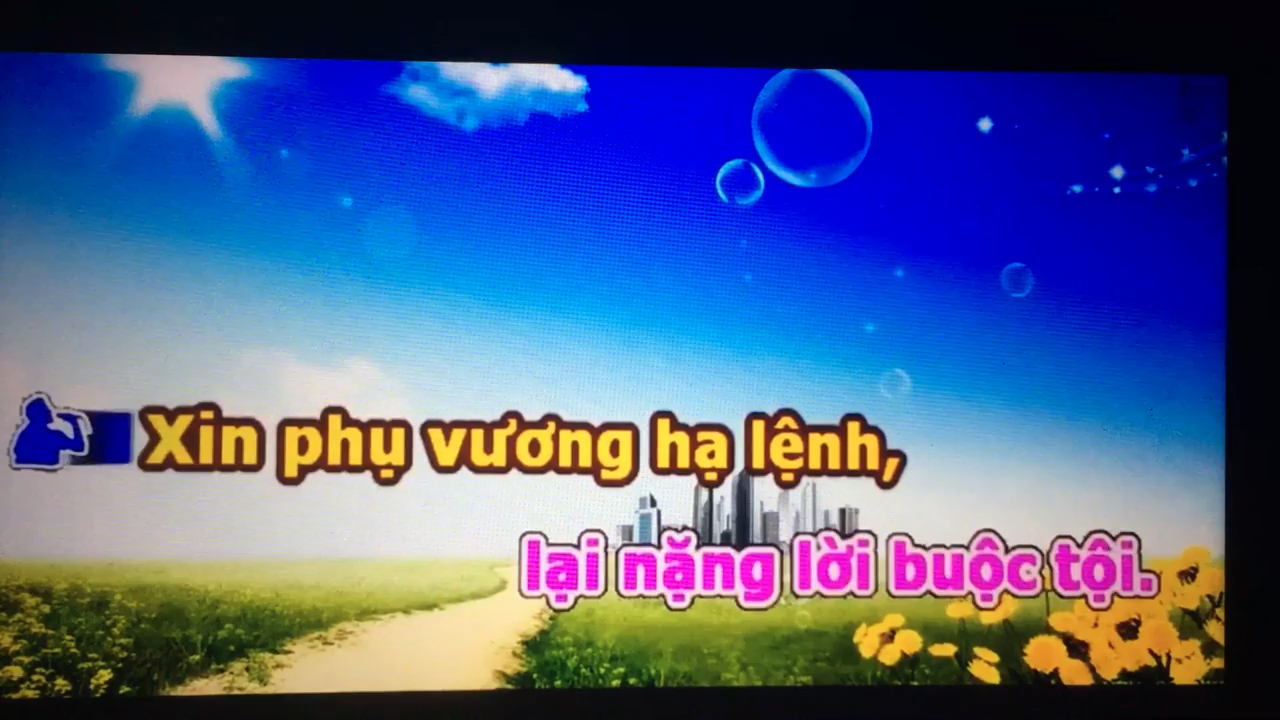 Xin phụ vương hạ lệnh,
lại nặng lời buộc tội.